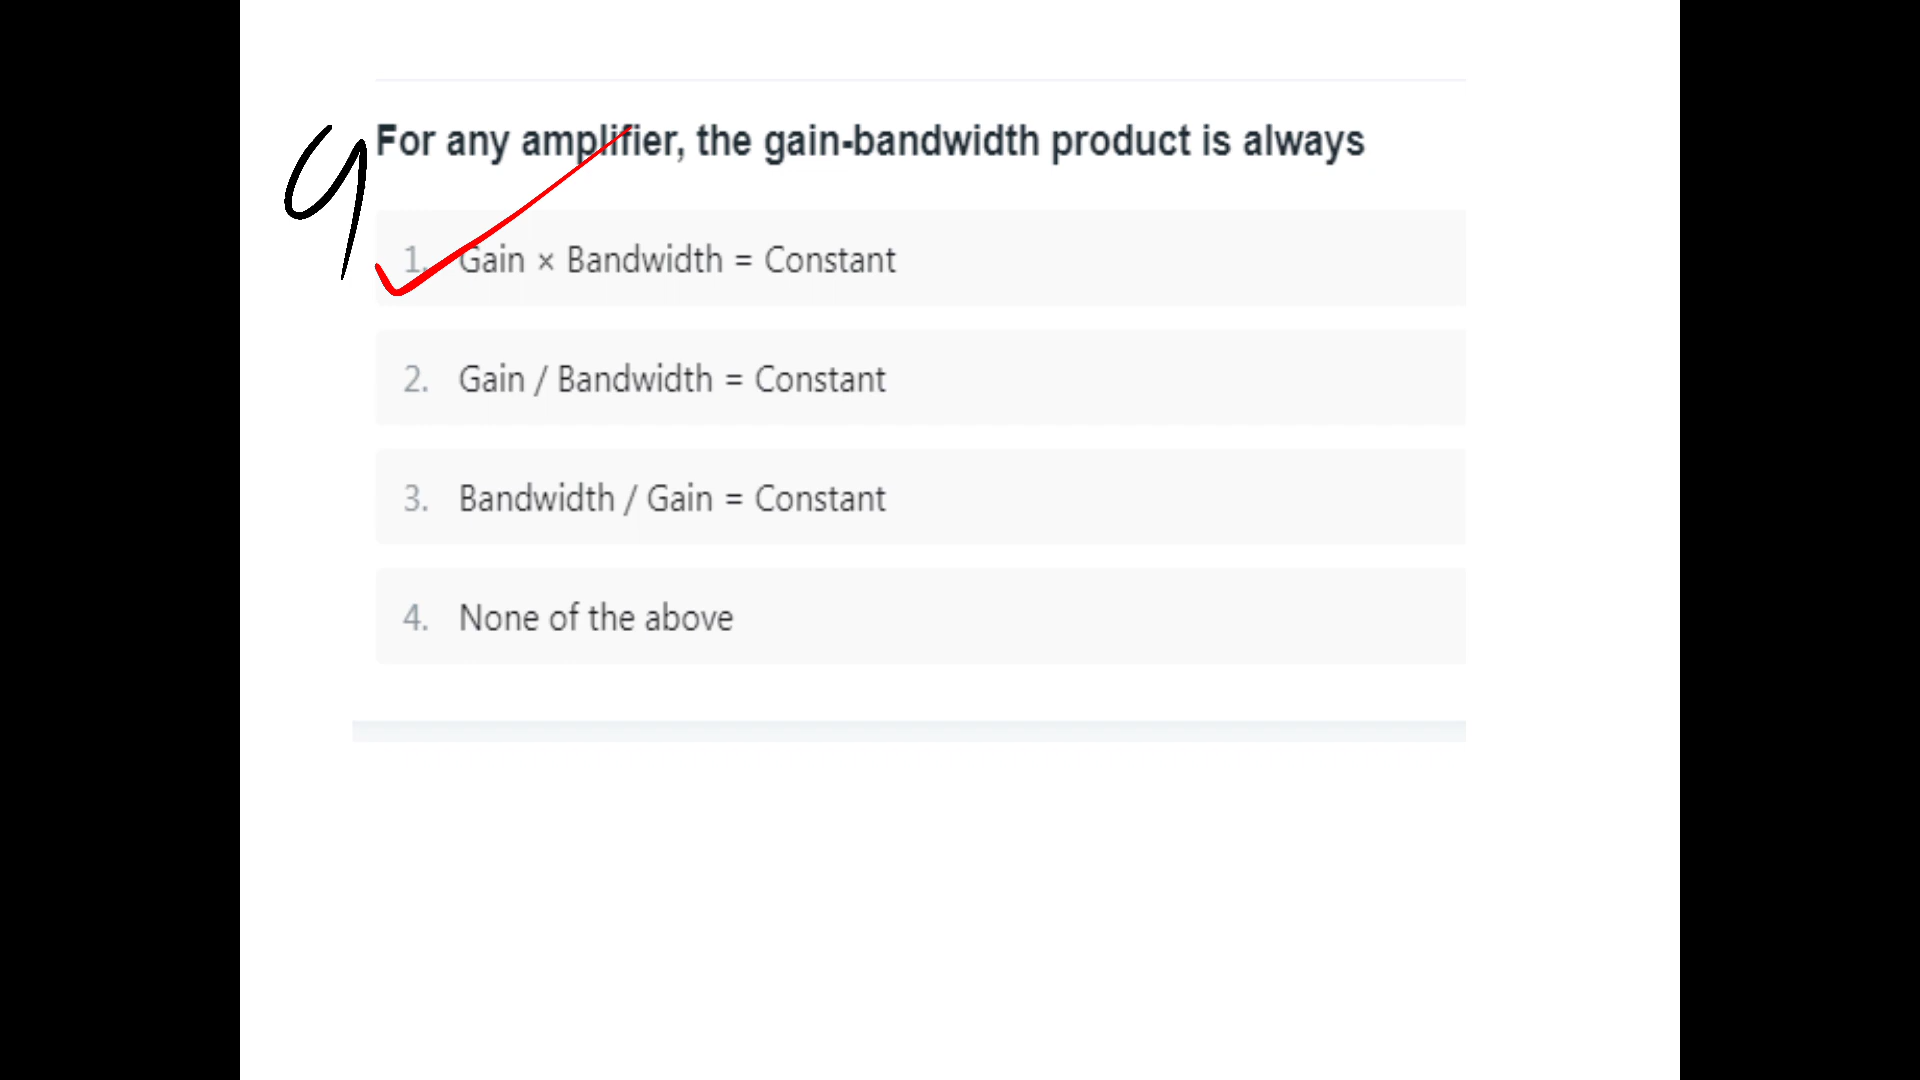 9
For any amplifier, the gain-bandwidth product is always
1. Gain × Bandwidth = Constant
2. Gain / Bandwidth = Constant
3. Bandwidth / Gain = Constant
4. None of the above